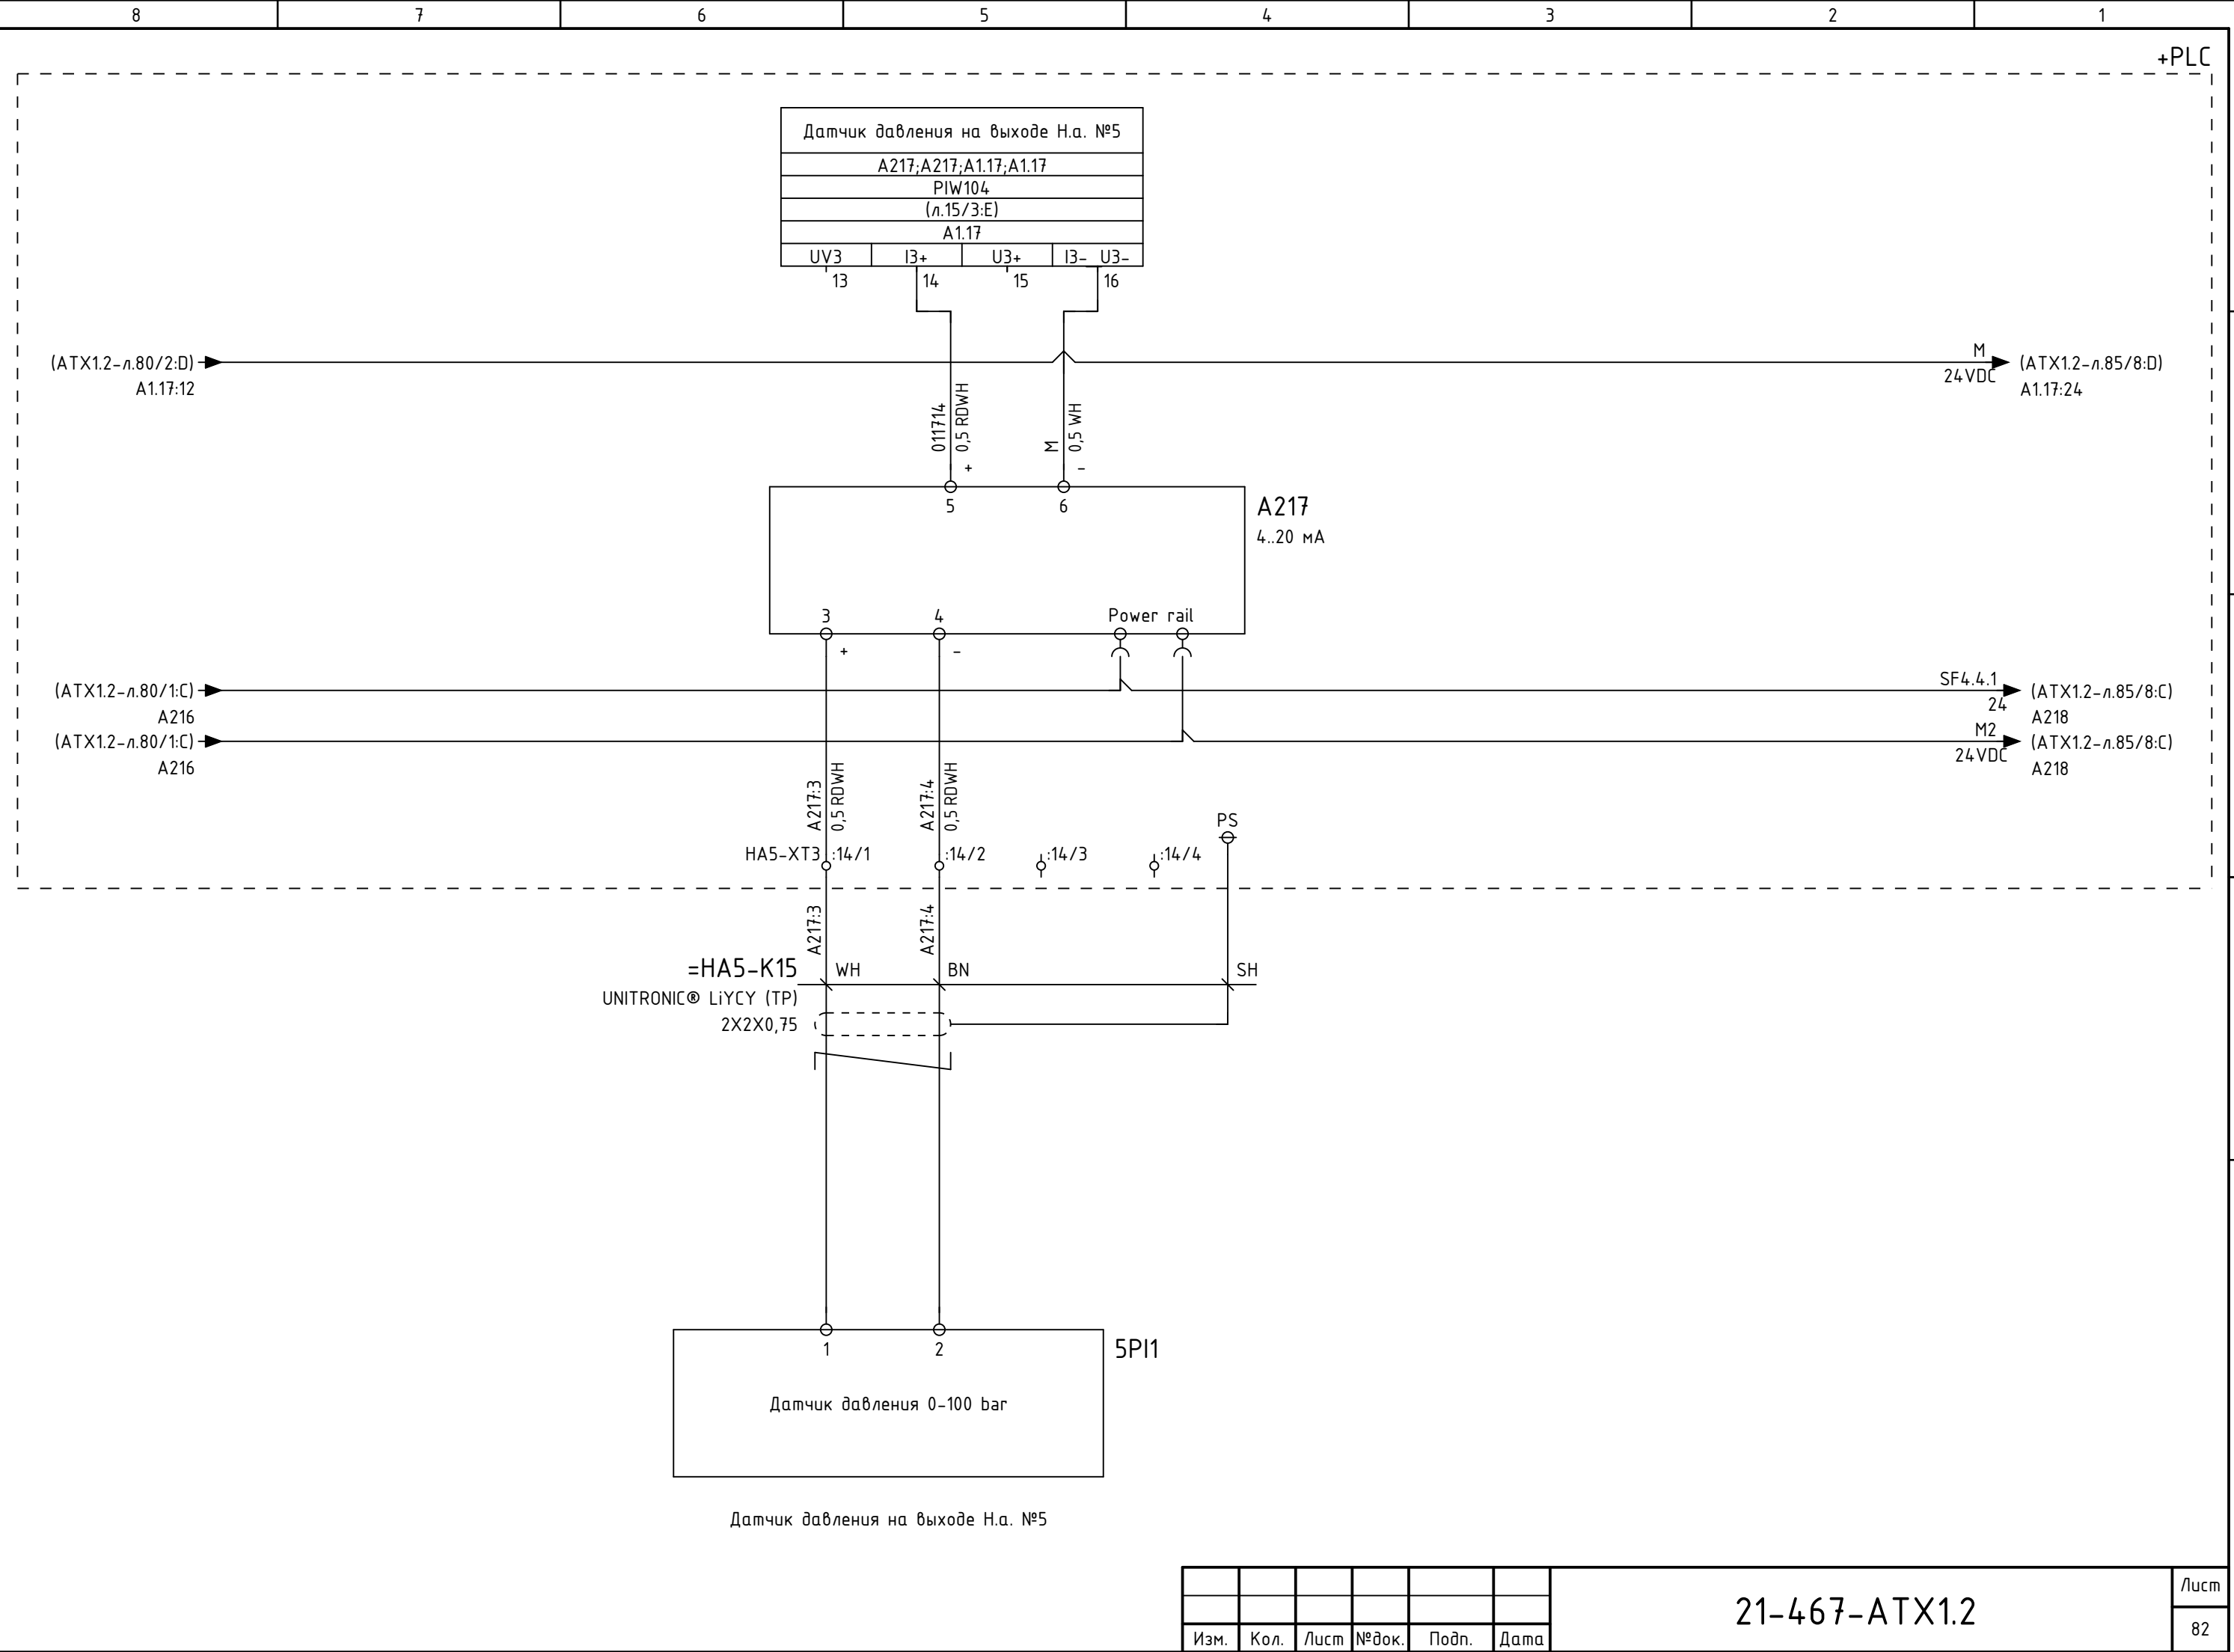 8 7 6 5 4 3 2 1
+PLC
Датчик давления на выходе Н.а. №5
A217;A217;A1.17;A1.17
PIW104
(л.15/3:E)
A1.17
UV3 I3+ U3+ I3- U3-
13 14 15 16
(ATX1.2-л.80/2:D)
A1.17:12
M
24VDC
(ATX1.2-л.85/8:D)
A1.17:24
011714
0,5 RDWH
M
0,5 WH
+ -
5 6
A217
4..20 мА
3 4 Power rail
+ -
(ATX1.2-л.80/1:C)
A216
SF4.4.1
24
(ATX1.2-л.85/8:C)
A218
(ATX1.2-л.80/1:C)
A216
M2
24VDC
(ATX1.2-л.85/8:C)
A218
A217:3
0,5 RDWH
A217:4
0,5 RDWH
PS
HA5-XT3 :14/1 :14/2 :14/3 :14/4
A217:3
A217:4
=HA5-K15 WH BN SH
UNITRONIC® LiYCY (TP)
2X2X0,75
1 2
5PI1
Датчик давления 0-100 bar
Датчик давления на выходе Н.а. №5
Изм. Кол. Лист №док. Подп. Дата
21-467-ATX1.2
Лист
82